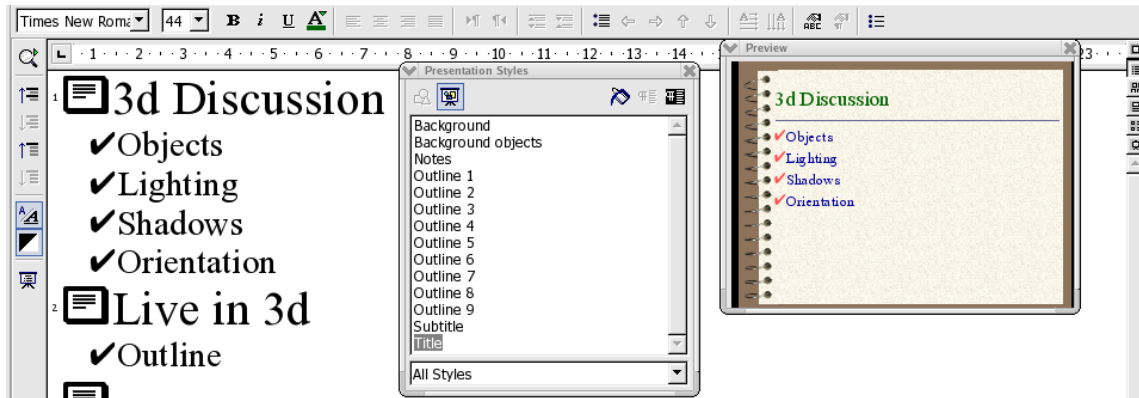 Times New Roma
44
B i U A
ABC
1 2 3 4 5 6 7 8 9 10 11 12 13 14 23
1
3d Discussion
✔Objects
✔Lighting
✔Shadows
✔Orientation
2
Live in 3d
✔Outline
Presentation Styles
Background
Background objects
Notes
Outline 1
Outline 2
Outline 3
Outline 4
Outline 5
Outline 6
Outline 7
Outline 8
Outline 9
Subtitle
Title
All Styles
Preview
3d Discussion
✔Objects
✔Lighting
✔Shadows
✔Orientation